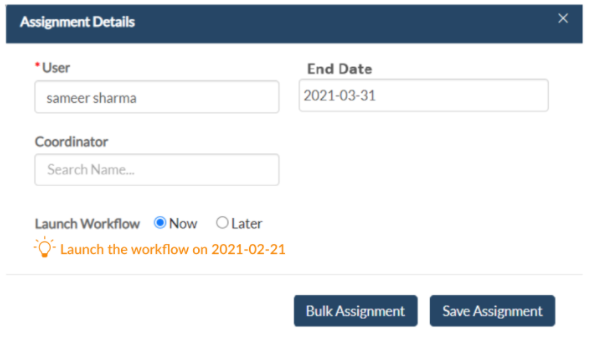 Assignment Details
×
*User
End Date
sameer sharma
2021-03-31
Coordinator
Search Name...
Launch Workflow Now Later
Launch the workflow on 2021-02-21
Bulk Assignment
Save Assignment